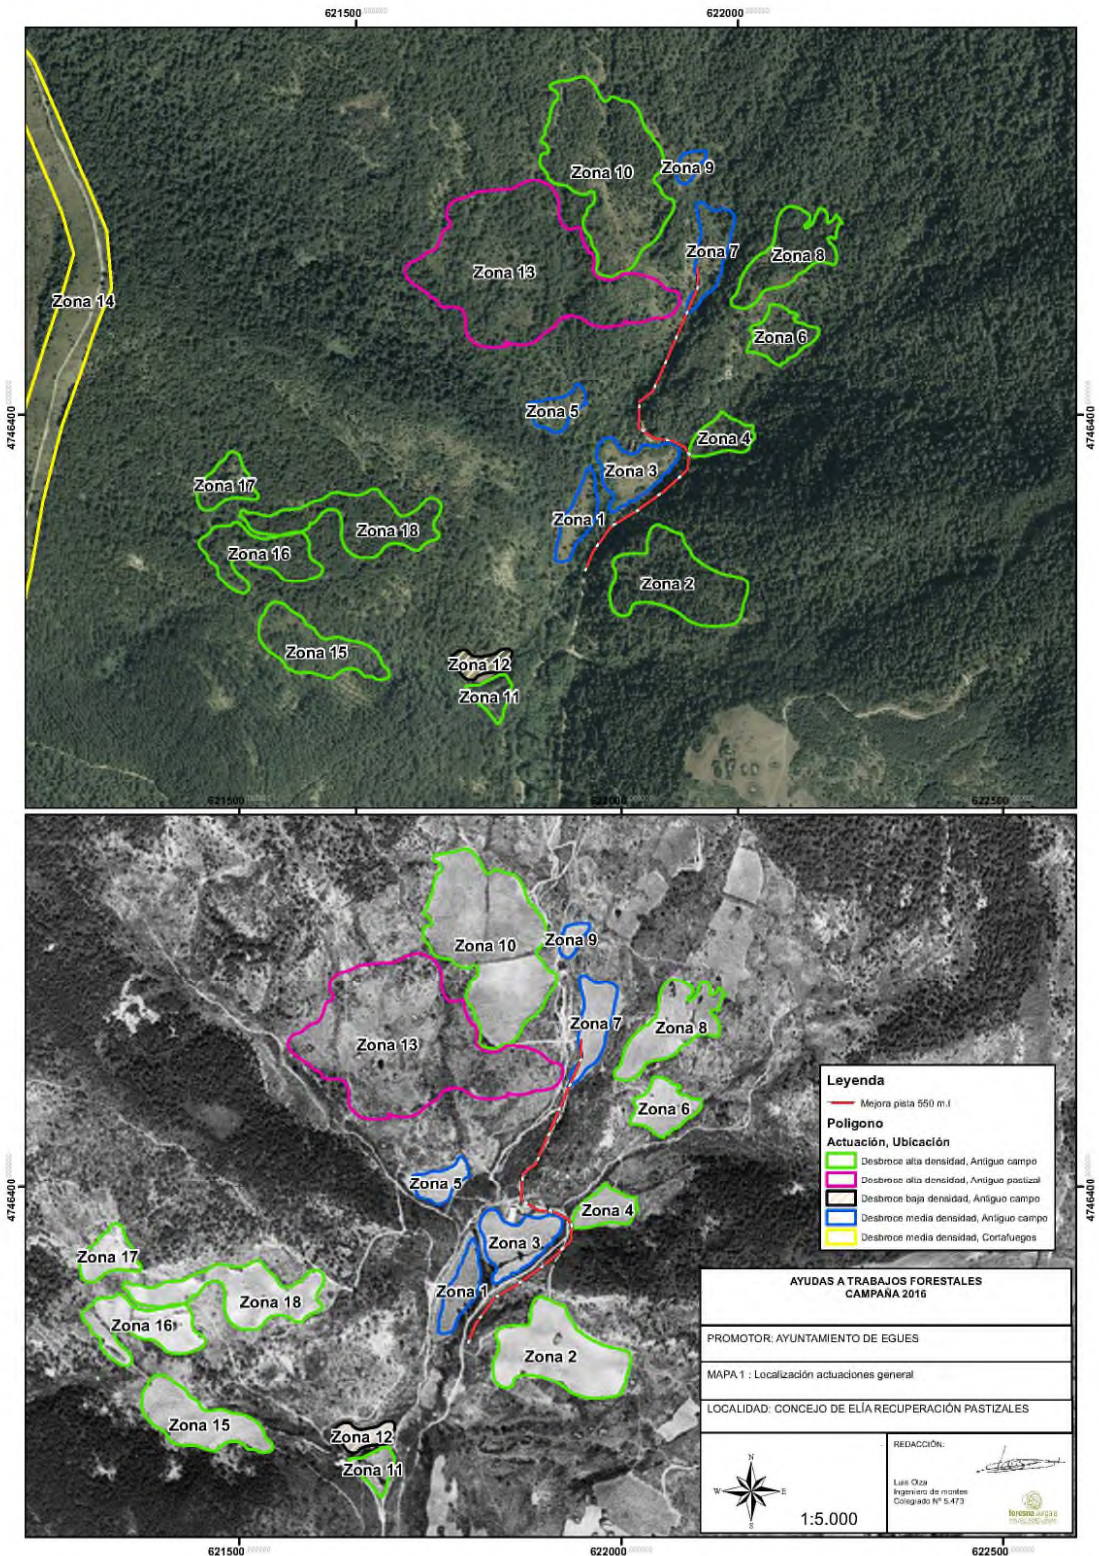 621500
622000
Zona 10
Zona 9
Zona 7
Zona 8
Zona 13
Zona 14
Zona 6
4746400
4746400
Zona 5
Zona 4
Zona 3
Zona 17
Zona 1
Zona 18
Zona 16
Zona 2
Zona 15
Zona 12
Zona 11
621500
622000
622500
Zona 10
Zona 9
Zona 7
Zona 8
Zona 13
Leyenda
Mejora pista 550 m.l
Zona 6
Poligono
Actuación, Ubicación
Desbroce alta densidad, Antiguo campo
Desbroce alta densidad, Antiguo pastizal
Zona 5
4746400
4746400
Desbroce baja densidad, Antiguo campo
Zona 4
Desbroce media densidad, Antiguo campo
Desbroce media densidad, Cortafuegos
Zona 3
Zona 17
AYUDAS A TRABAJOS FORESTALES
CAMPAÑA 2016
Zona 1
Zona 18
Zona 16
PROMOTOR: AYUNTAMIENTO DE EGUES
Zona 2
MAPA 1 : Localización actuaciones general
LOCALIDAD: CONCEJO DE ELÍA RECUPERACIÓN PASTIZALES
Zona 15
Zona 12
Zona 11
N
W
E
S
1:5.000
REDACCIÓN:
Luis Olza
Ingeniero de montes
Colegiado Nº 5.473
621500
622000
622500